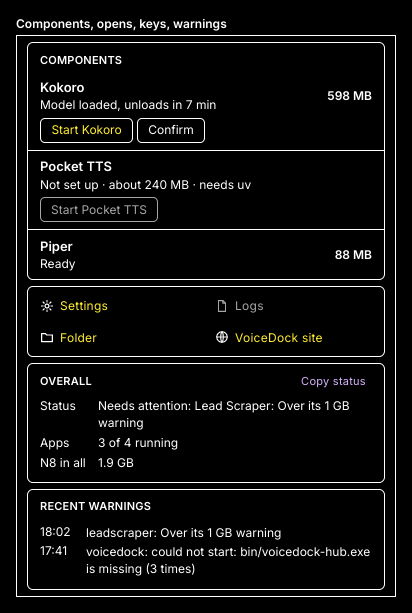 Components, opens, keys, warnings
COMPONENTS
Kokoro
598 MB
Model loaded, unloads in 7 min
Start Kokoro Confirm
Pocket TTS
Not set up · about 240 MB · needs uv
Start Pocket TTS
Piper
88 MB
Ready
Settings Logs
Folder VoiceDock site
OVERALL Copy status
Status Needs attention: Lead Scraper: Over its 1 GB
warning
Apps 3 of 4 running
N8 in all 1.9 GB
RECENT WARNINGS
18:02 leadscraper: Over its 1 GB warning
17:41 voicedock: could not start: bin/voicedock-hub.exe
is missing (3 times)